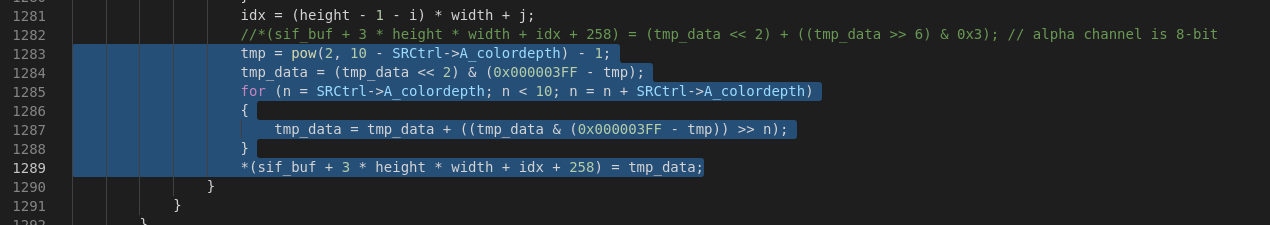 1281 idx = (height - 1 - i) * width + j;
1282 //*(sif_buf + 3 * height * width + idx + 258) = (tmp_data << 2) + ((tmp_data >> 6) & 0x3); // alpha channel is 8-bit
1283 tmp = pow(2, 10 - SRCtrl->A_colordepth) - 1;
1284 tmp_data = (tmp_data << 2) & (0x000003FF - tmp);
1285 for (n = SRCtrl->A_colordepth; n < 10; n = n + SRCtrl->A_colordepth)
1286 {
1287 tmp_data = tmp_data + ((tmp_data & (0x000003FF - tmp)) >> n);
1288 }
1289 *(sif_buf + 3 * height * width + idx + 258) = tmp_data;
1290 }
1291 }
1292 }